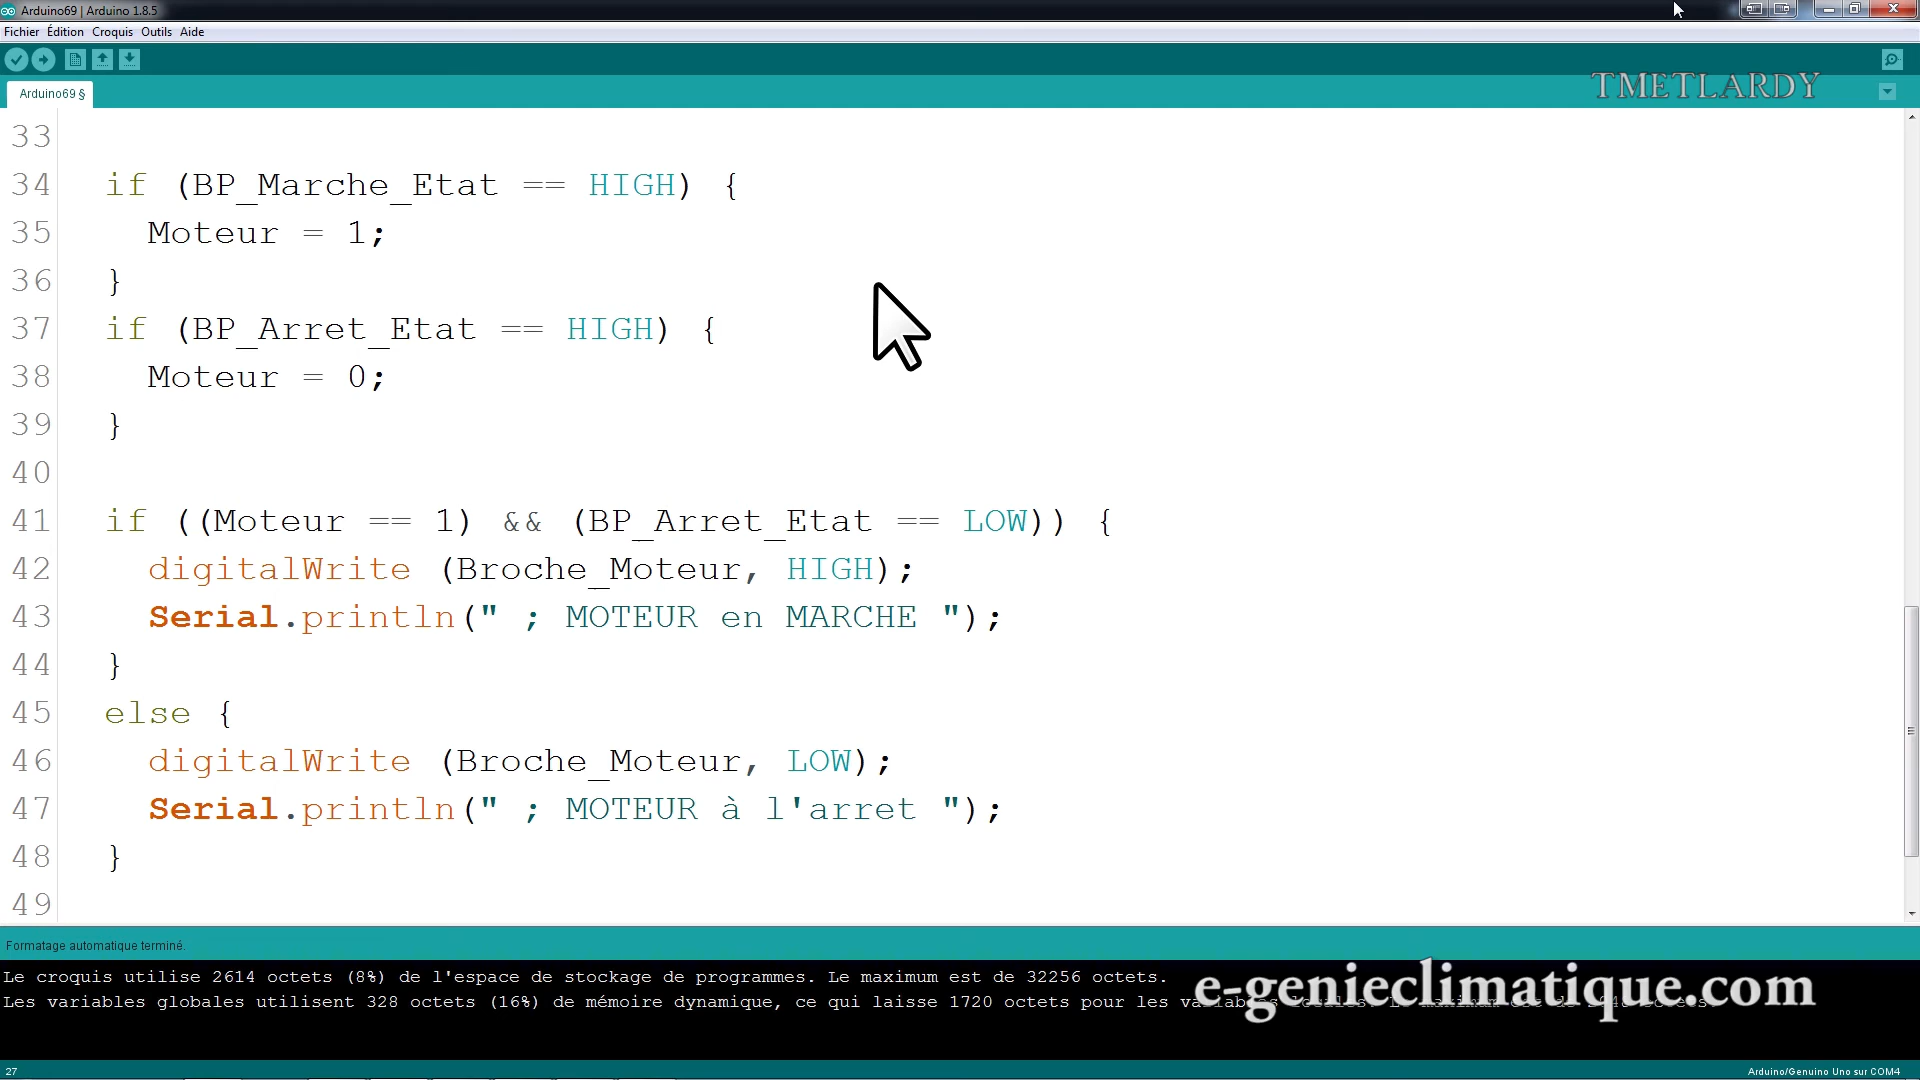 Arduino69 | Arduino 1.8.5
Fichier Édition Croquis Outils Aide
Arduino69 §
TMETLARDY
33
34 if (BP_Marche_Etat == HIGH) {
35 Moteur = 1;
36 }
37 if (BP_Arret_Etat == HIGH) {
38 Moteur = 0;
39 }
40
41 if ((Moteur == 1) && (BP_Arret_Etat == LOW)) {
42 digitalWrite (Broche_Moteur, HIGH);
43 Serial.println(" ; MOTEUR en MARCHE ");
44 }
45 else {
46 digitalWrite (Broche_Moteur, LOW);
47 Serial.println(" ; MOTEUR à l'arret ");
48 }
49
Formatage automatique terminé.
Le croquis utilise 2614 octets (8%) de l'espace de stockage de programmes. Le maximum est de 32256 octets.
Les variables globales utilisent 328 octets (16%) de mémoire dynamique, ce qui laisse 1720 octets pour les variables locales.
e-genieclimatique.com
27
Arduino/Genuino Uno sur COM4